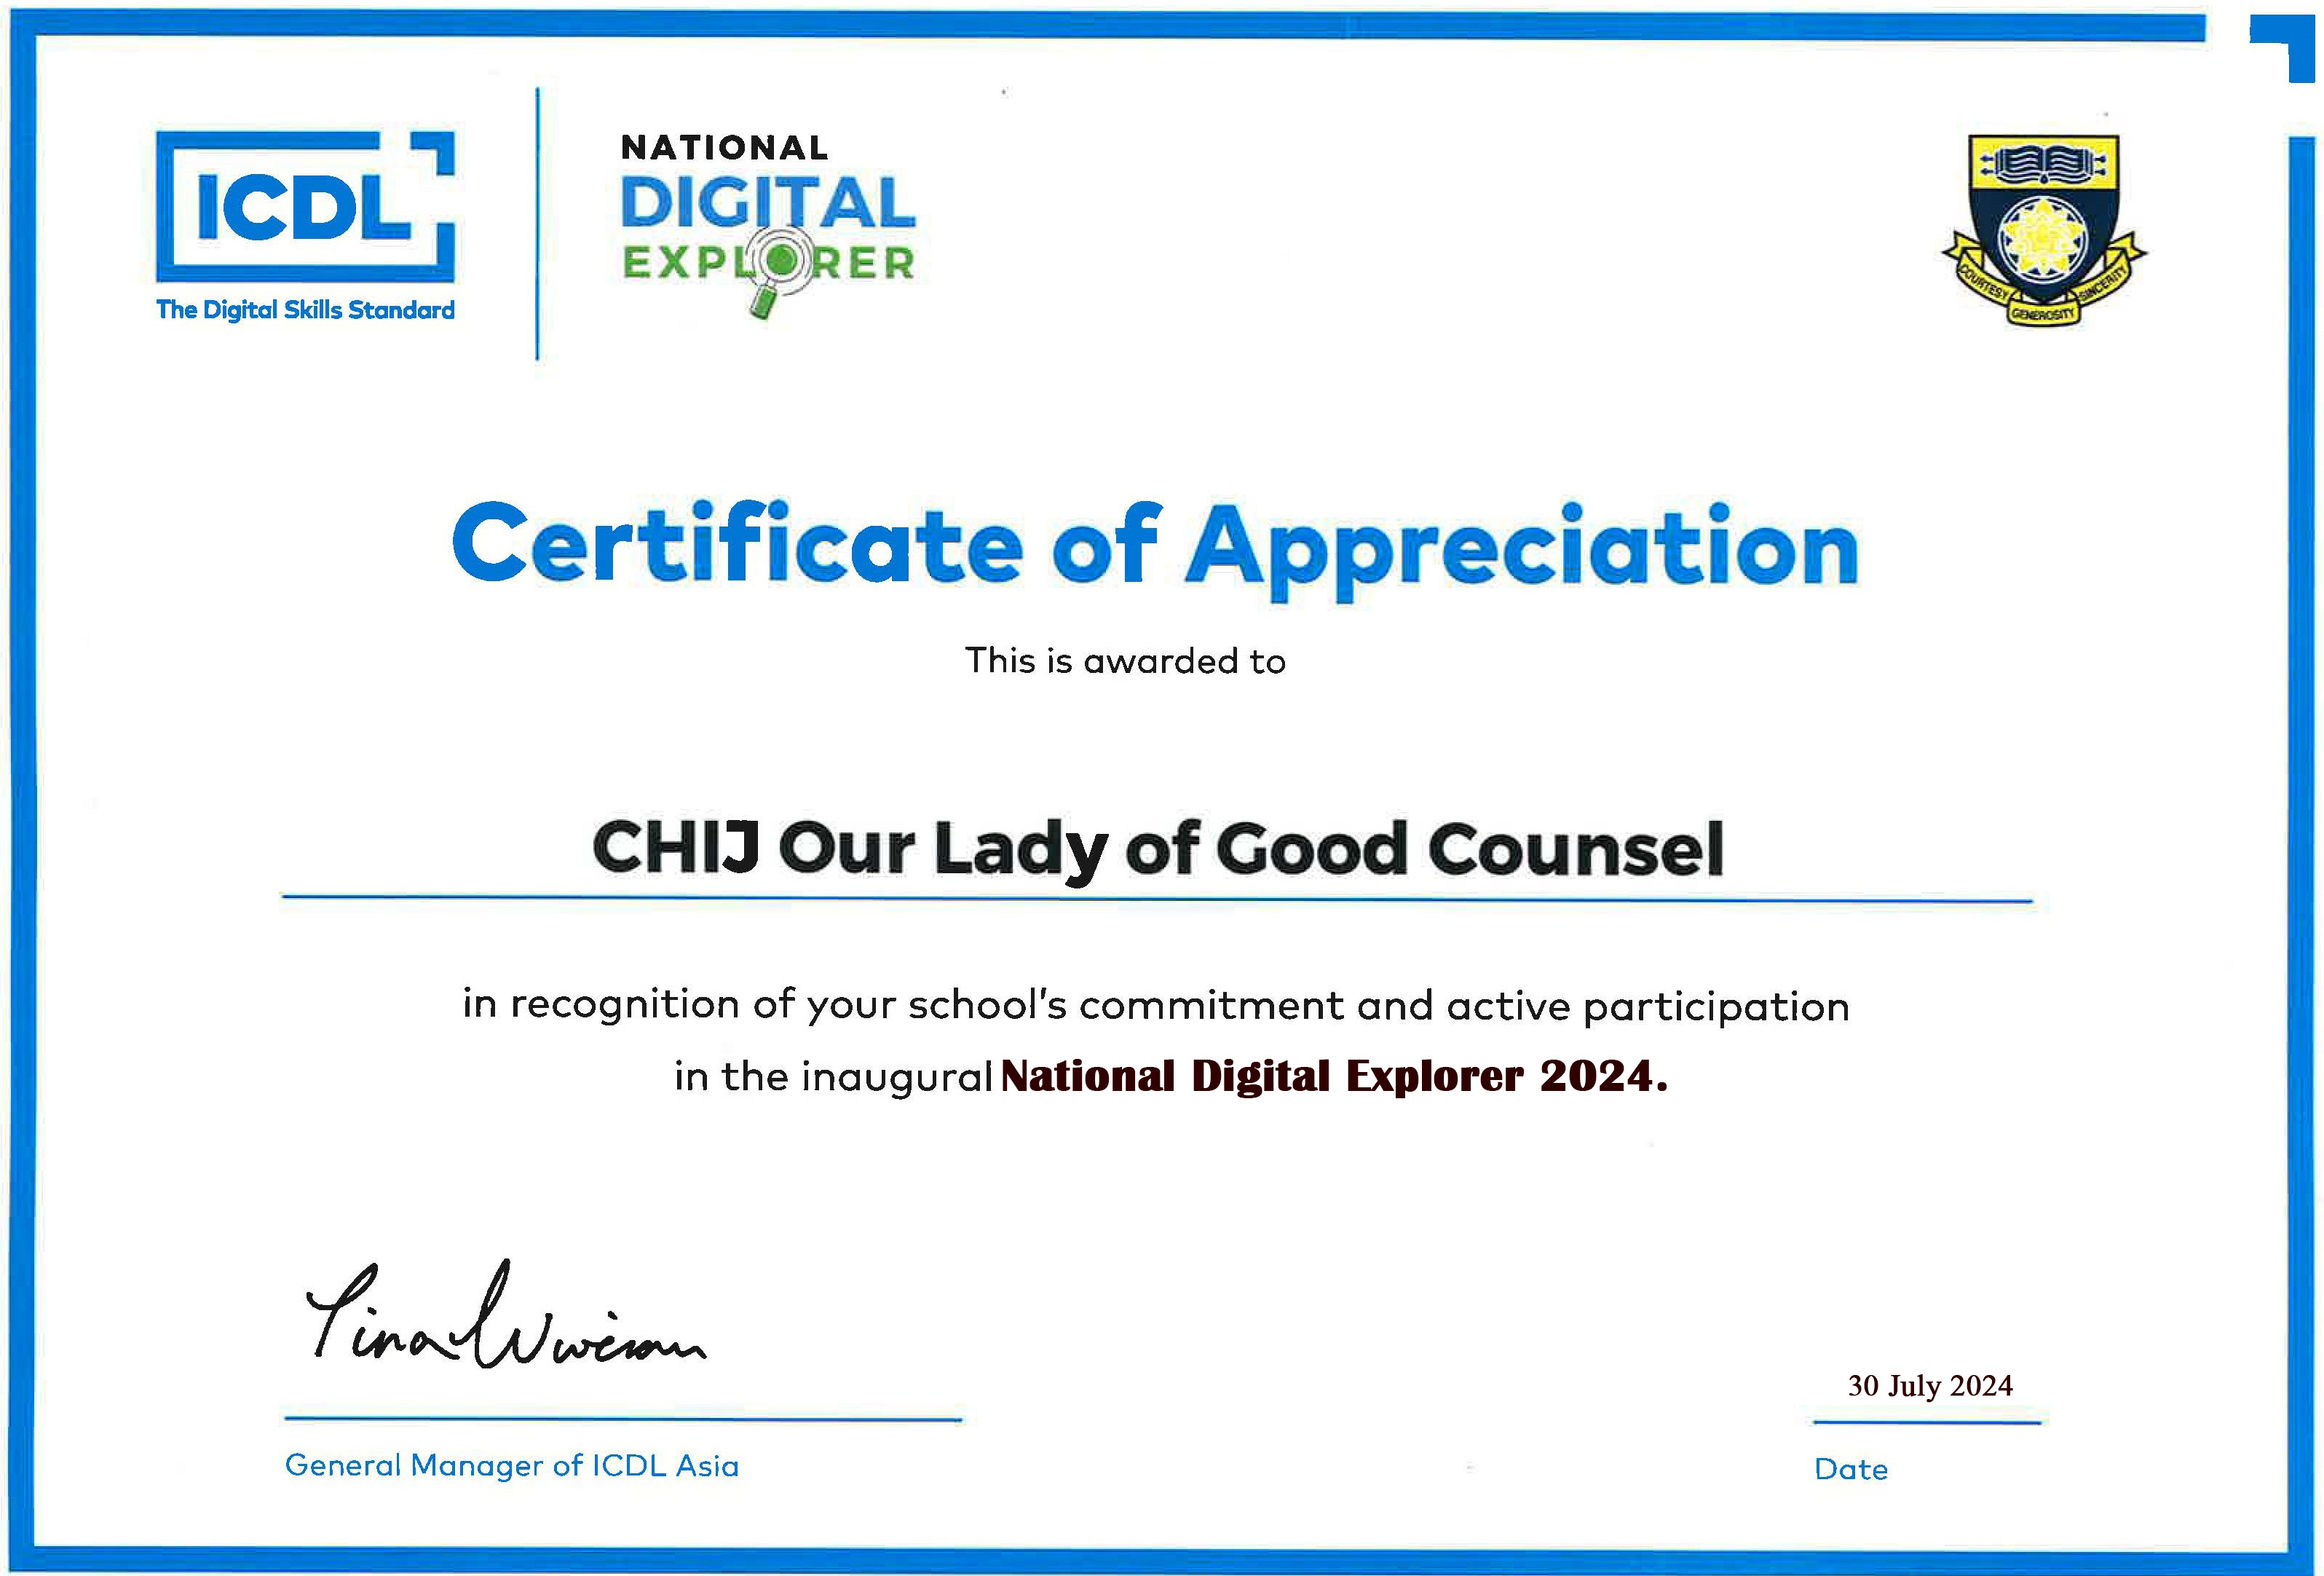 ICDL
The Digital Skills Standard
NATIONAL
DIGITAL
EXPLORER
COURTESY
GENEROSITY
SINCERITY
Certificate of Appreciation
This is awarded to
CHIJ Our Lady of Good Counsel
in recognition of your school's commitment and active participation
in the inaugural National Digital Explorer 2024.
30 July 2024
General Manager of ICDL Asia
Date